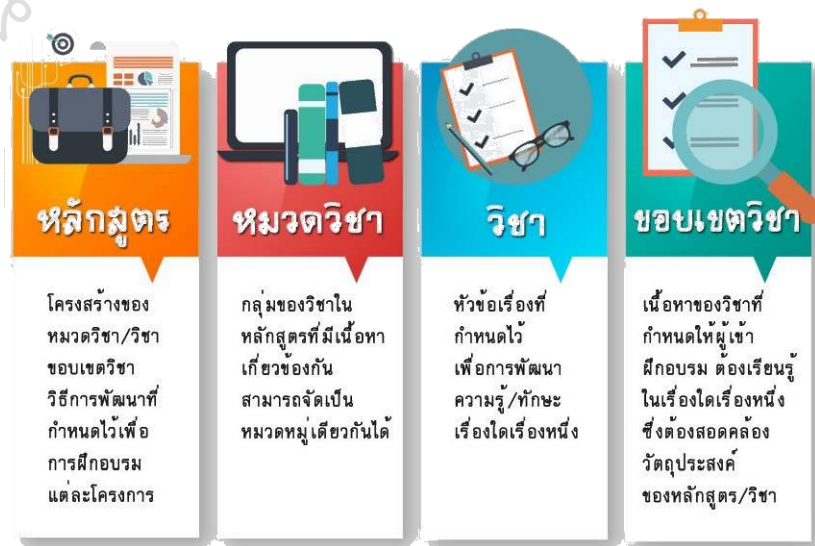 หลักสูตร
โครงสร้างของ
หมวดวิชา/วิชา
ขอบเขตวิชา
วิธีการพัฒนาที่
กำหนดไว้เพื่อ
การฝึกอบรม
แต่ละโครงการ
หมวดวิชา
กลุ่มของวิชาใน
หลักสูตรที่มีเนื้อหา
เกี่ยวข้องกัน
สามารถจัดเป็น
หมวดหมู่เดียวกันได้
วิชา
หัวข้อเรื่องที่
กำหนดไว้
เพื่อการพัฒนา
ความรู้/ทักษะ
เรื่องใดเรื่องหนึ่ง
ขอบเขตวิชา
เนื้อหาของวิชาที่
กำหนดให้ผู้เข้า
ฝึกอบรม ต้องเรียนรู้
ในเรื่องใดเรื่องหนึ่ง
ซึ่งต้องสอดคล้อง
วัตถุประสงค์
ของหลักสูตร/วิชา